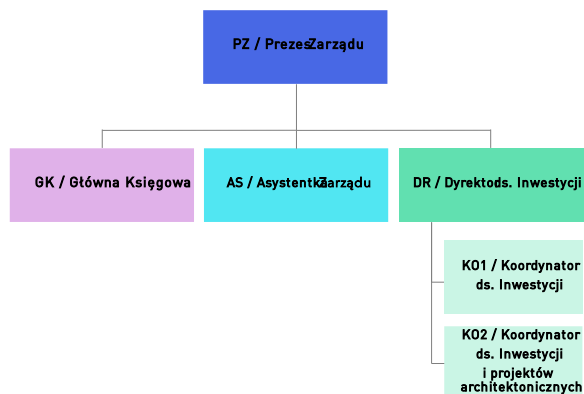 PZ / Prezes Zarządu
GK / Główna Księgowa
AS / Asystentka Zarządu
DR / Dyrektor ds. Inwestycji
KO1 / Koordynator
ds. Inwestycji
KO2 / Koordynator
ds. Inwestycji
i projektów
architektonicznych